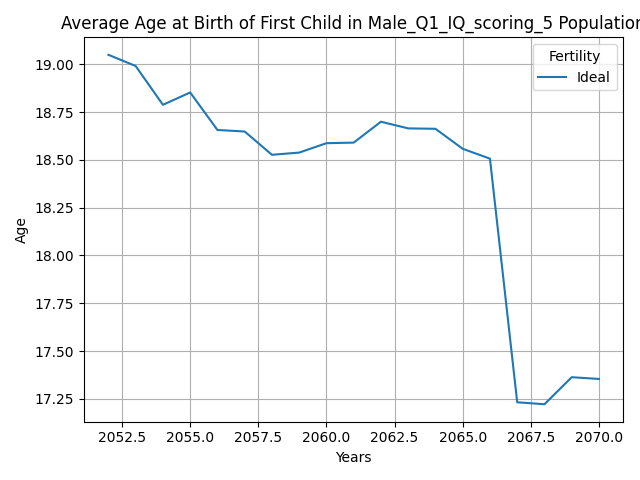 Average Age at Birth of First Child in Male_Q1_IQ_scoring_5 Population
Fertility
Ideal
19.00
18.75
18.50
18.25
18.00
17.75
17.50
17.25
Age
2052.5 2055.0 2057.5 2060.0 2062.5 2065.0 2067.5 2070.0
Years